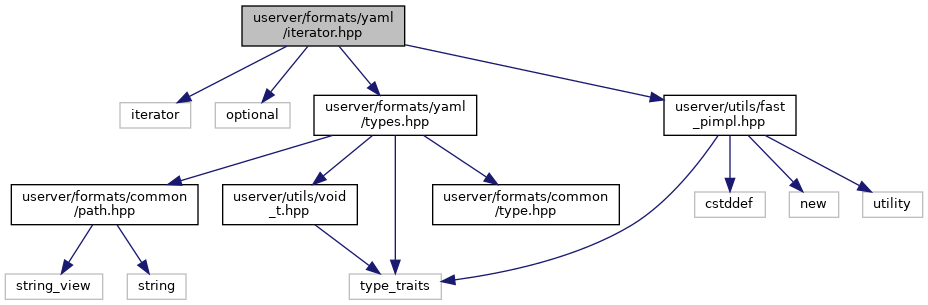 userver/formats/yaml
/iterator.hpp
iterator
optional
userver/formats/yaml
/types.hpp
userver/utils/fast
_pimpl.hpp
userver/formats/common
/path.hpp
userver/utils/void
_t.hpp
userver/formats/common
/type.hpp
cstddef
new
utility
string_view
string
type_traits